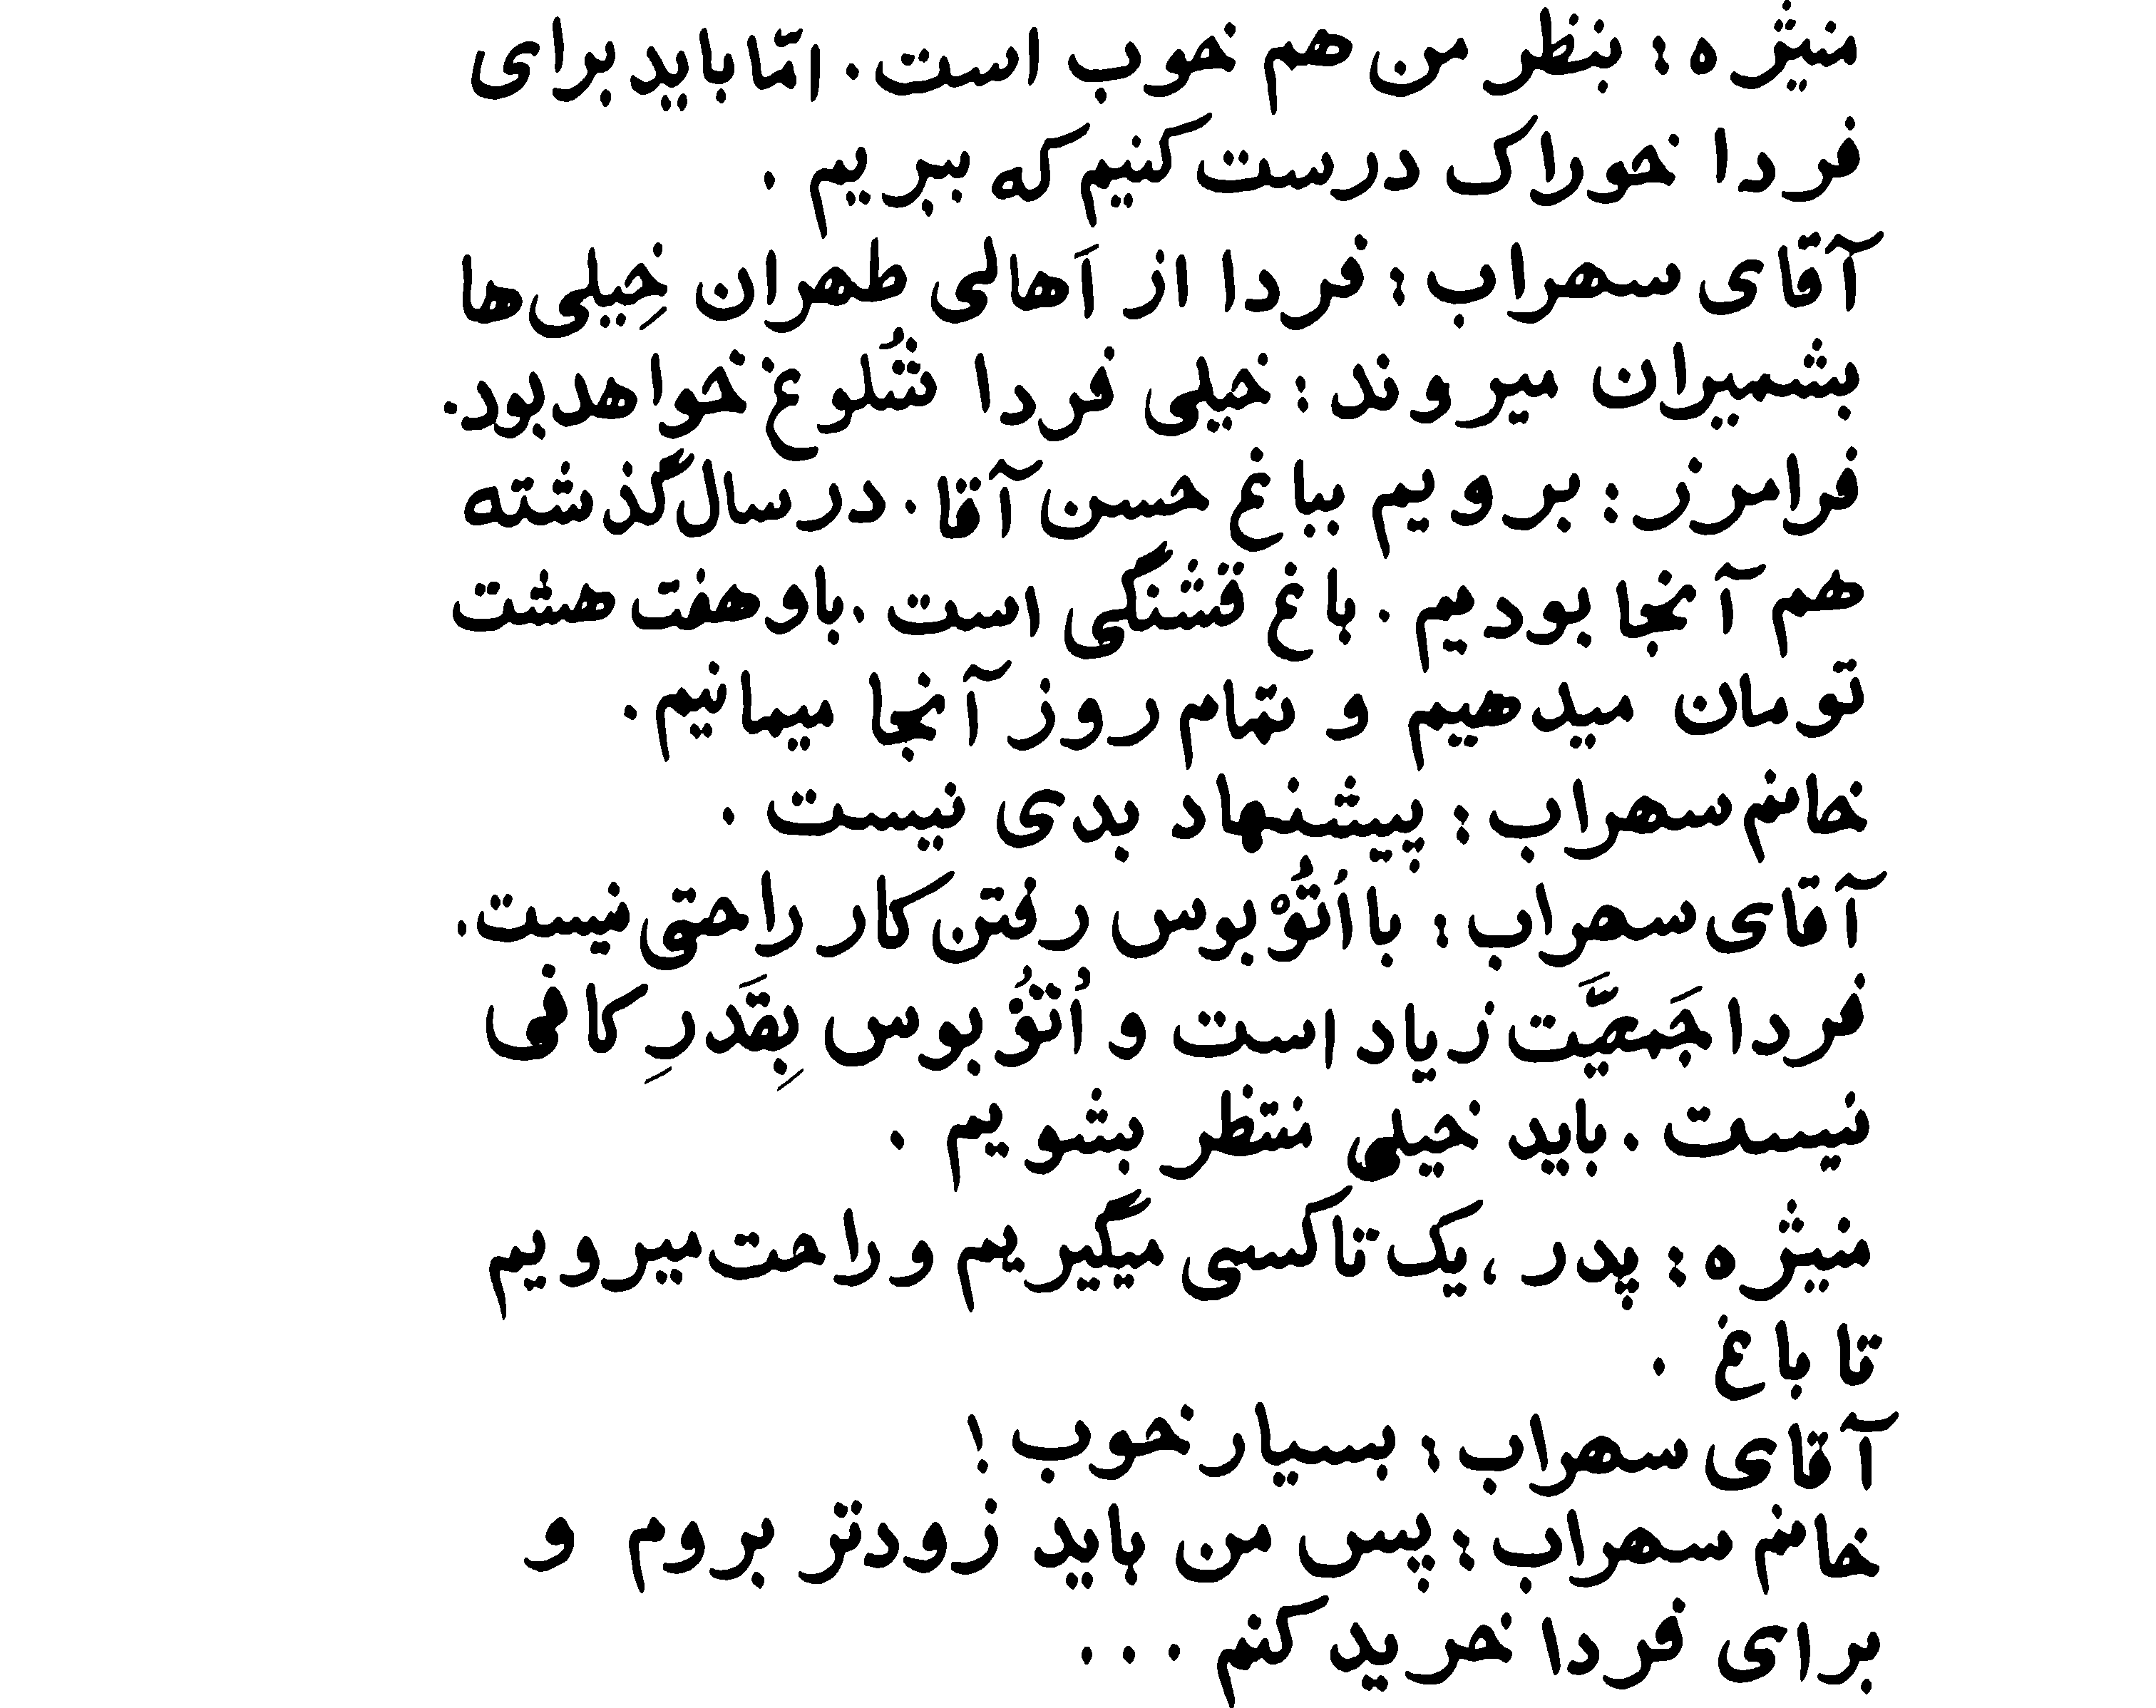 منیژه : بنظر من هم خوب است . امّا باید برای
فردا خوراک درست کنیم که ببریم .
آقای سهراب : فردا از اَهالی طهران خِیلی‌ها
بشمیران میروند : خیلی فردا شُلوغ خواهد بود .
فرامرز : برویم بباغ حسن آقا . در سال گذشته
هم آنجا بودیم . باغ قشنگی است . باو هفت هشت
تومان میدهیم و تمام روز آنجا میمانیم .
خانم سهراب : پیشنهاد بدی نیست .
آقای سهراب : با اُتُوْبوس رفتن کار راحتی نیست .
فردا جَمعیَّت زیاد است و اُتُوْبوس بِقَدرِ کافی
نیست . باید خیلی منتظر بشویم .
منیژه : پدر ، یک تاکسی میگیریم و راحت میرویم
تا باغ .
آقای سهراب : بسیار خوب !
خانم سهراب : پس من باید زودتر بروم و
برای فردا خرید کنم . . .